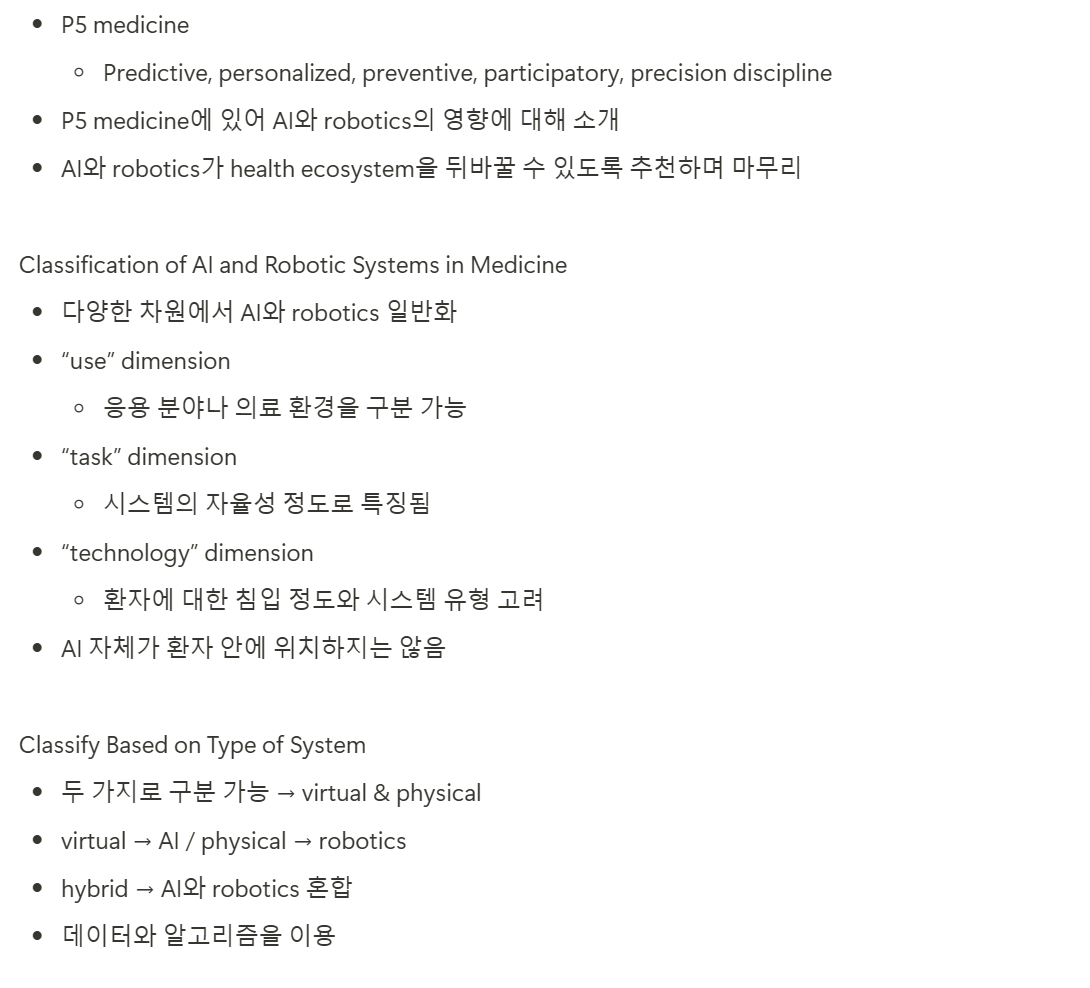 • P5 medicine
◦ Predictive, personalized, preventive, participatory, precision discipline
• P5 medicine에 있어 AI와 robotics의 영향에 대해 소개
• AI와 robotics가 health ecosystem을 뒤바꿀 수 있도록 추천하며 마무리
Classification of AI and Robotic Systems in Medicine
• 다양한 차원에서 AI와 robotics 일반화
• “use” dimension
◦ 응용 분야나 의료 환경을 구분 가능
• “task” dimension
◦ 시스템의 자율성 정도로 특징됨
• “technology” dimension
◦ 환자에 대한 침입 정도와 시스템 유형 고려
• AI 자체가 환자 안에 위치하지는 않음
Classify Based on Type of System
• 두 가지로 구분 가능 → virtual & physical
• virtual → AI / physical → robotics
• hybrid → AI와 robotics 혼합
• 데이터와 알고리즘을 이용